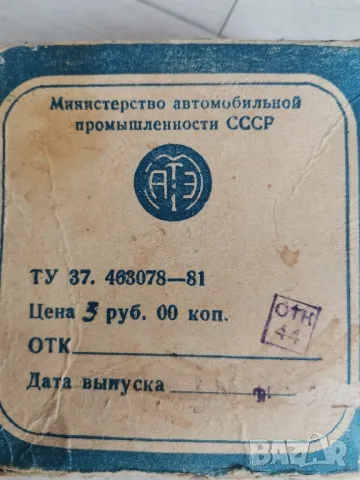 Министерство автомобильной
промышленности СССР
АТЭ
ТУ 37. 463078—81
Цена 3 руб. 00 коп.
ОТК
44
ОТК
Дата выпуска
BAZAR